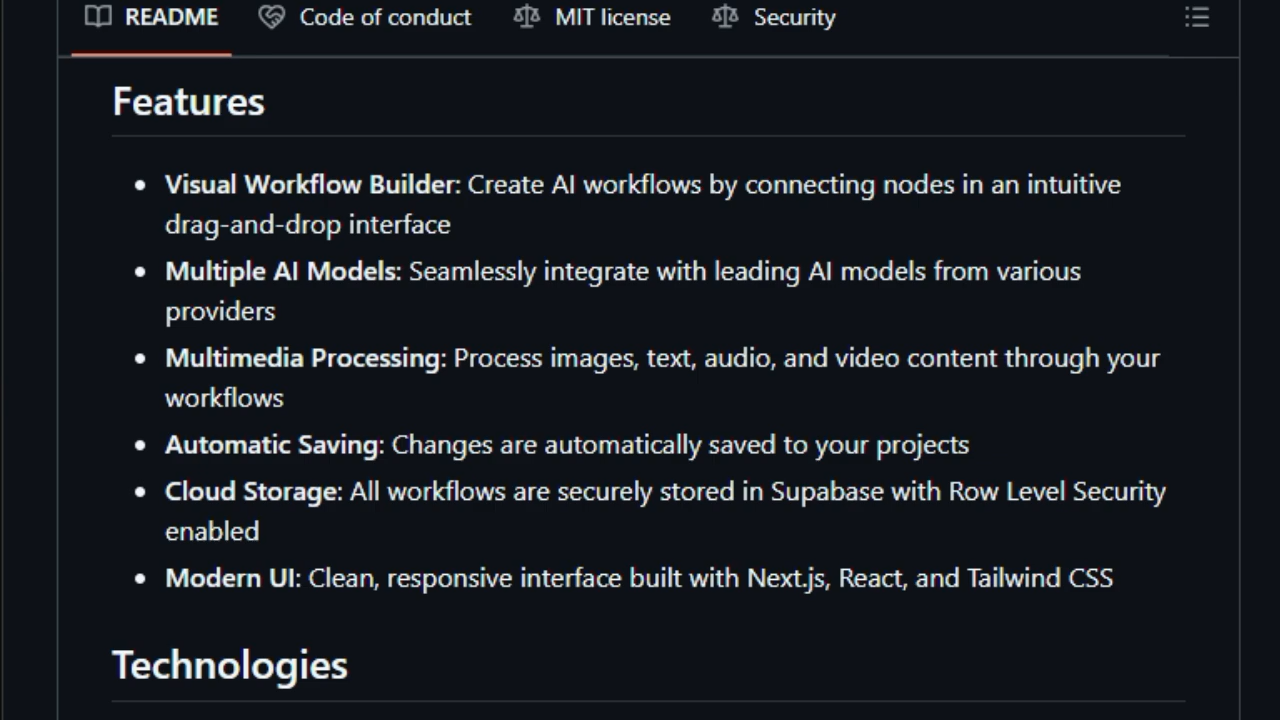 README Code of conduct MIT license Security
Features
• Visual Workflow Builder: Create AI workflows by connecting nodes in an intuitive
drag-and-drop interface
• Multiple AI Models: Seamlessly integrate with leading AI models from various
providers
• Multimedia Processing: Process images, text, audio, and video content through your
workflows
• Automatic Saving: Changes are automatically saved to your projects
• Cloud Storage: All workflows are securely stored in Supabase with Row Level Security
enabled
• Modern UI: Clean, responsive interface built with Next.js, React, and Tailwind CSS
Technologies